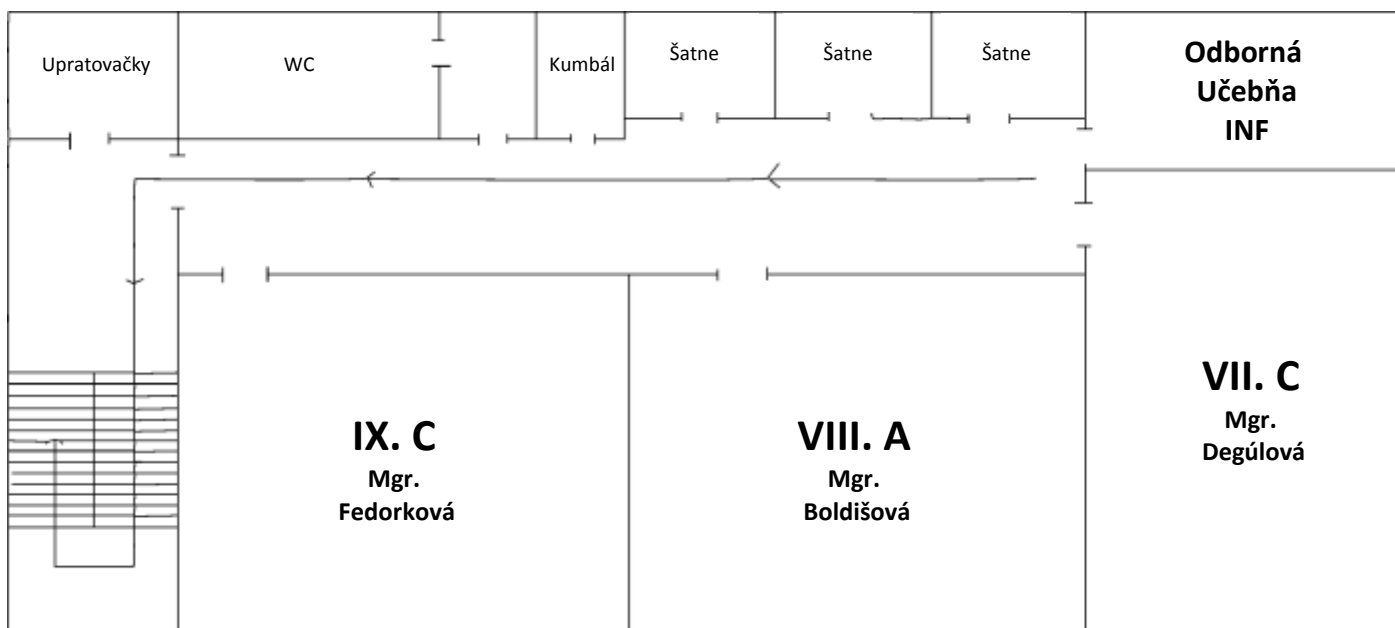 Upratovačky
WC
Kumbál
Šatne
Šatne
Šatne
Odborná
Učebňa
INF
IX. C
Mgr.
Fedorková
VIII. A
Mgr.
Boldišová
VII. C
Mgr.
Degúlová